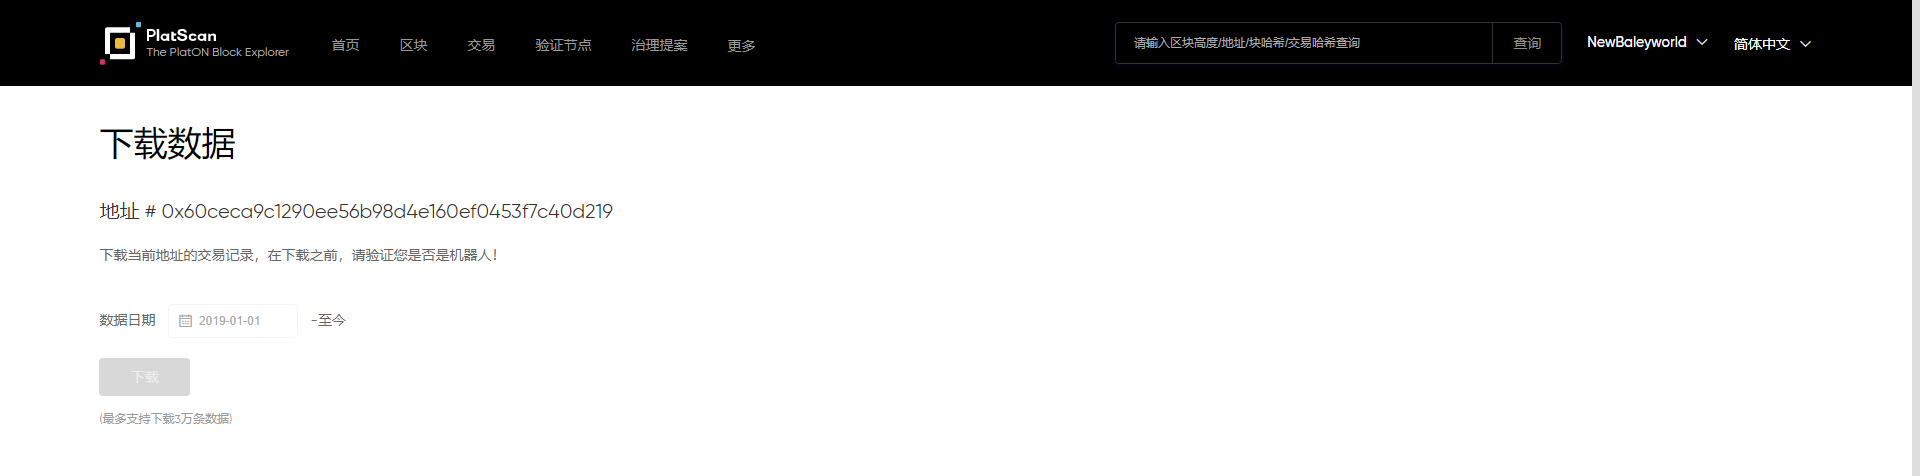 PlatScan
The PlatON Block Explorer
首页 区块 交易 验证节点 治理提案 更多
请输入区块高度/地址/块哈希/交易哈希查询 查询
NewBaleyworld 简体中文
下载数据
地址 # 0x60ceca9c1290ee56b98d4e160ef0453f7c40d219
下载当前地址的交易记录，在下载之前，请验证您是否是机器人！
数据日期 2019-01-01 -至今
下载
(最多支持下载3万条数据)